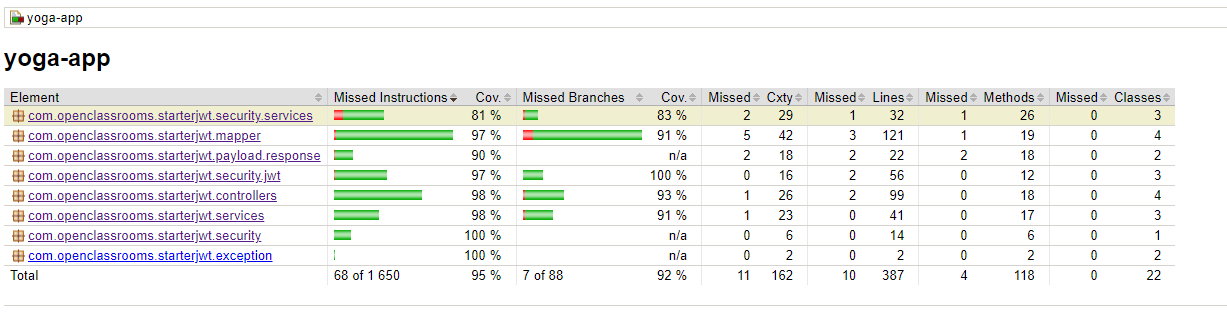 yoga-app
yoga-app
Element Missed Instructions Cov. Missed Branches Cov. Missed Cxty Missed Lines Missed Methods Missed Classes
com.openclassrooms.starterjwt.security.services 81 % 83 % 2 29 1 32 1 26 0 3
com.openclassrooms.starterjwt.mapper 97 % 91 % 5 42 3 121 1 19 0 4
com.openclassrooms.starterjwt.payload.response 90 % n/a 2 18 2 22 2 18 0 2
com.openclassrooms.starterjwt.security.jwt 97 % 100 % 0 16 2 56 0 12 0 3
com.openclassrooms.starterjwt.controllers 98 % 93 % 1 26 2 99 0 18 0 4
com.openclassrooms.starterjwt.services 98 % 91 % 1 23 0 41 0 17 0 3
com.openclassrooms.starterjwt.security 100 % n/a 0 6 0 14 0 6 0 1
com.openclassrooms.starterjwt.exception 100 % n/a 0 2 0 2 0 2 0 2
Total 68 of 1 650 95 % 7 of 88 92 % 11 162 10 387 4 118 0 22